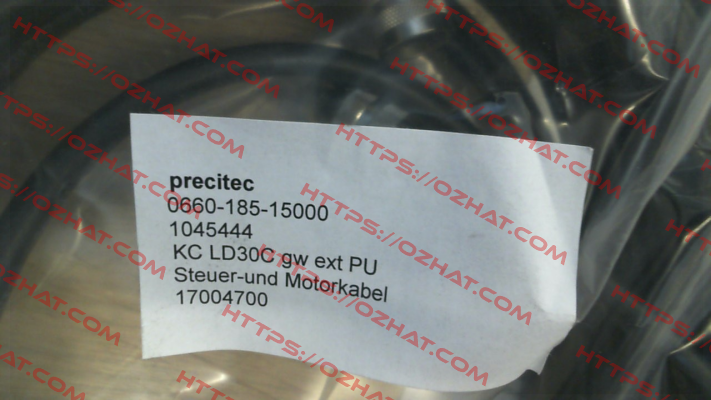 precitec
0660-185-15000
1045444
KC LD30C gw ext PU
Steuer-und Motorkabel
17004700
HTTPS://OZHAT.COM